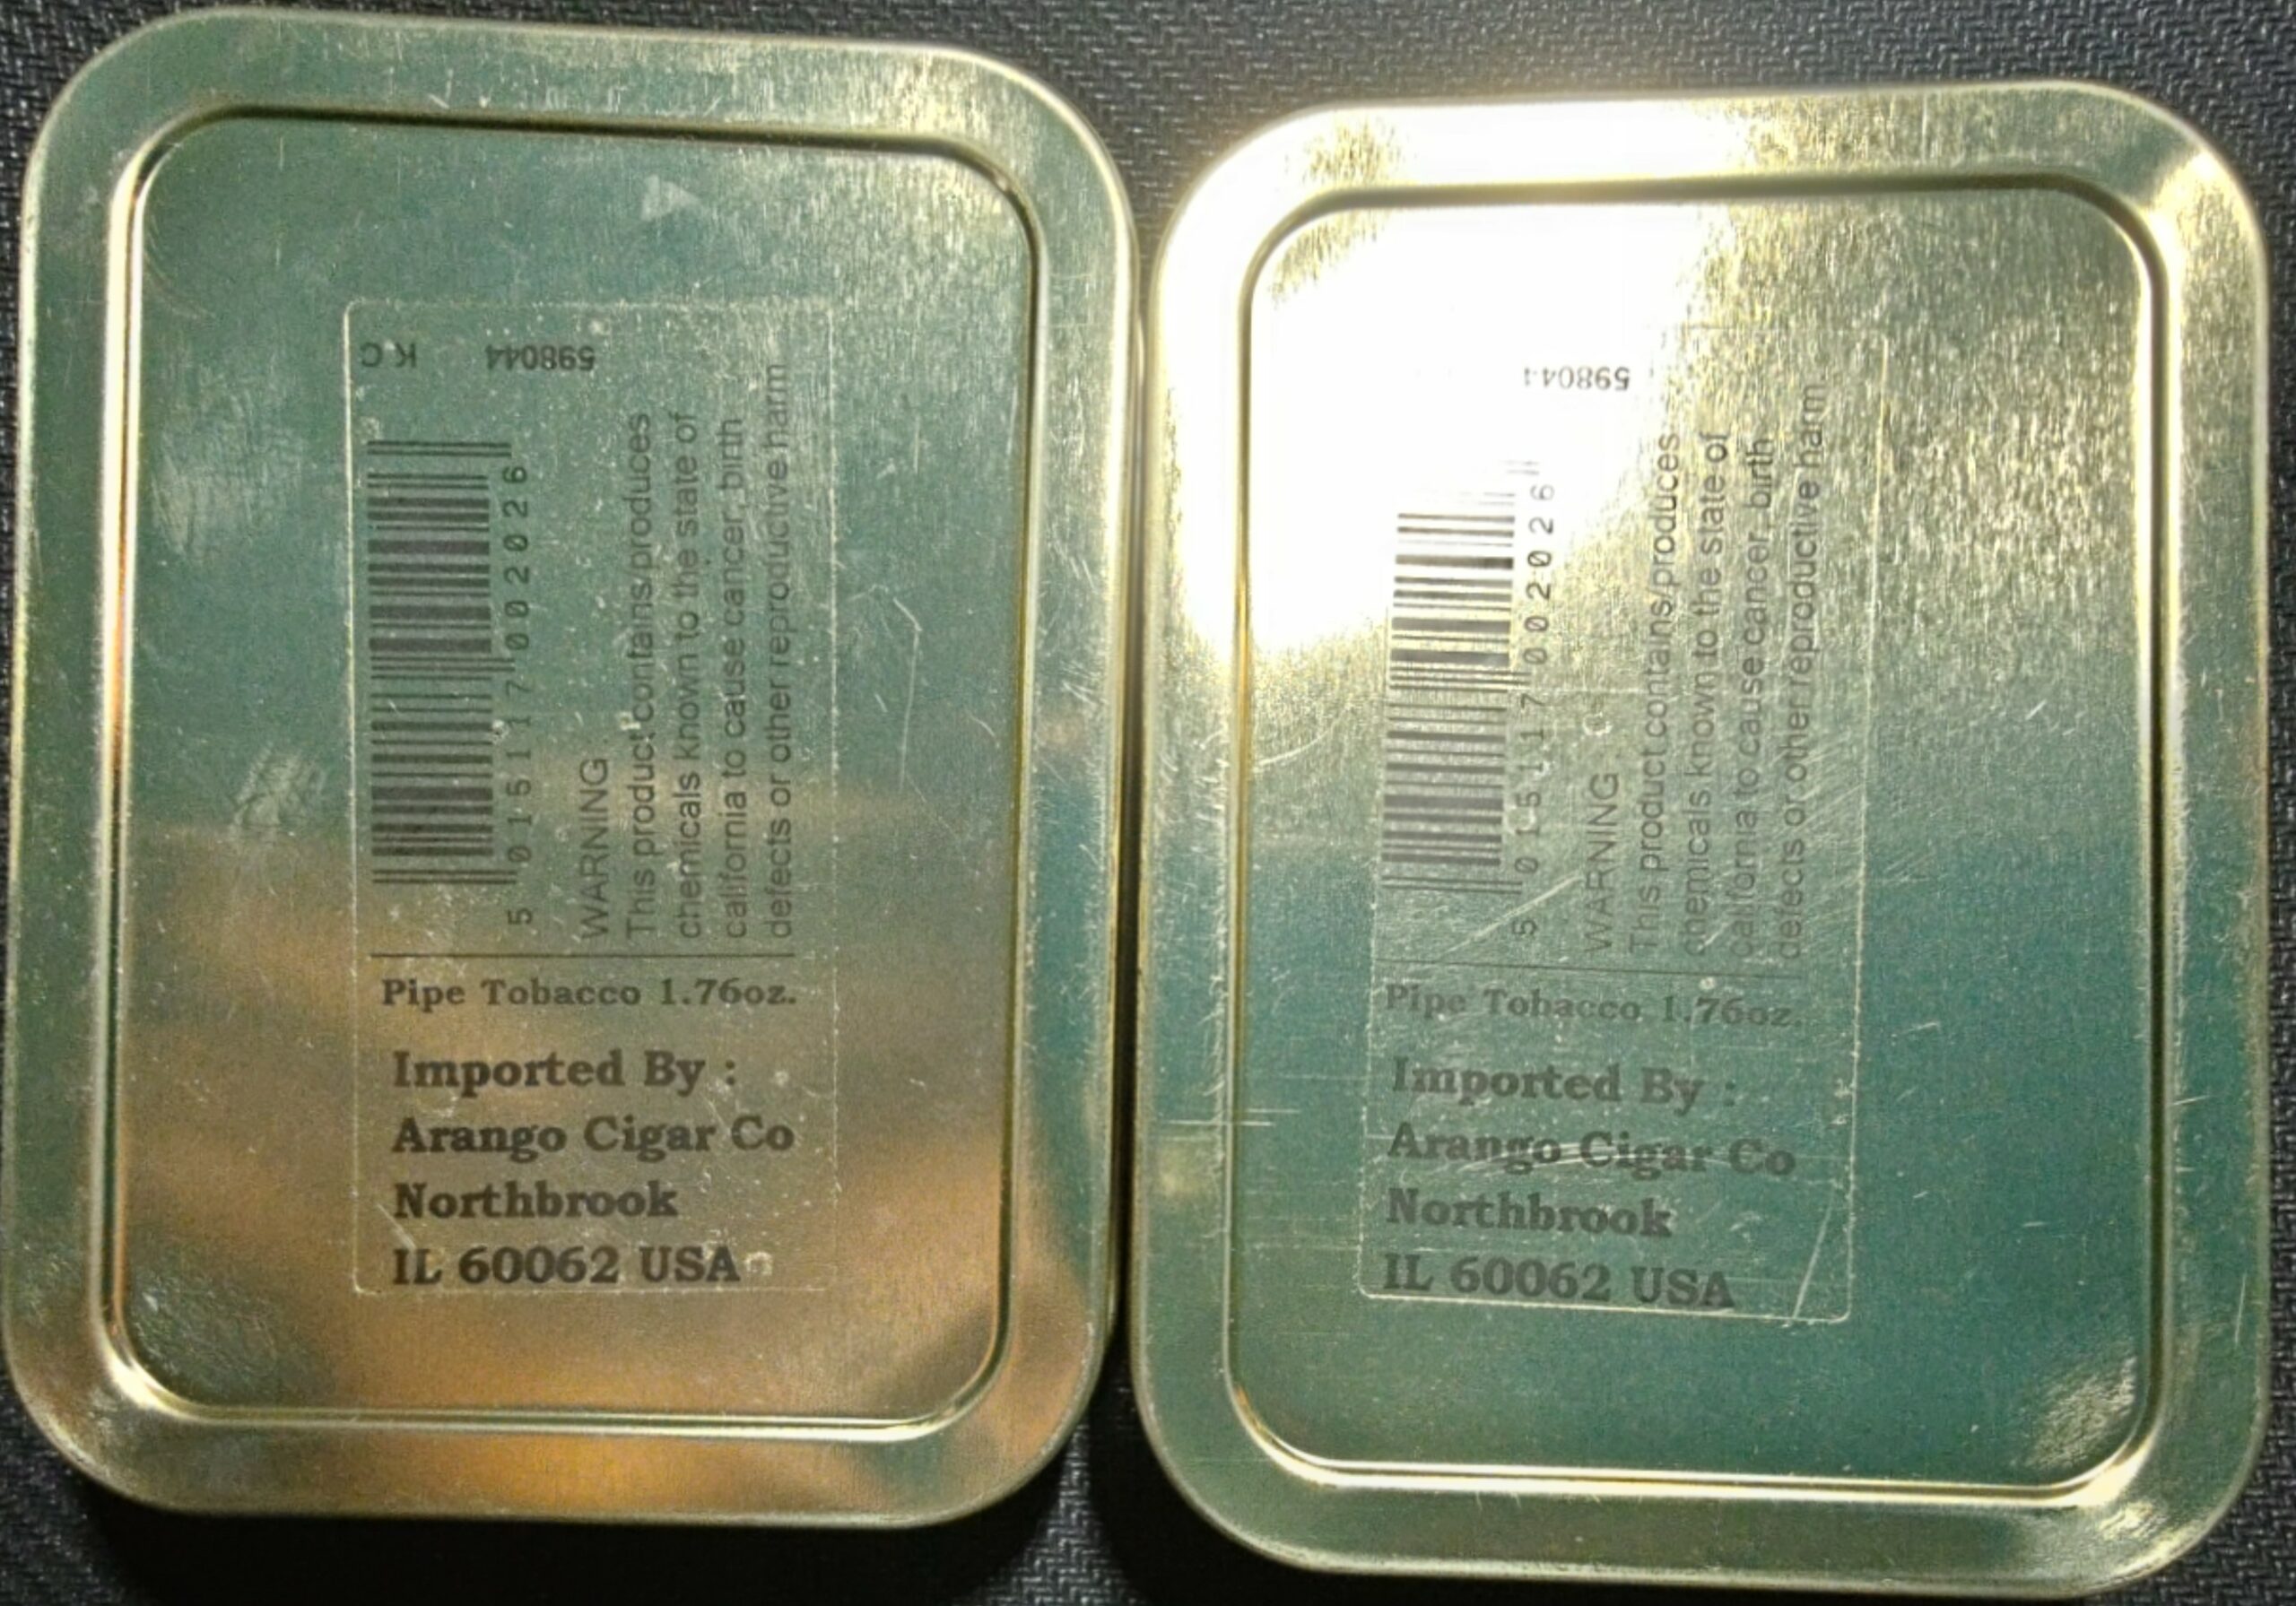 K C 598044
5 015117 002026
WARNING
This product contains/produces
chemicals known to the state of
california to cause cancer, birth
defects or other reproductive harm
Pipe Tobacco 1.76oz.
Imported By :
Arango Cigar Co
Northbrook
IL 60062 USA
598044
5 015117 002026
WARNING
This product contains/produces
chemicals known to the state of
california to cause cancer, birth
defects or other reproductive harm.
Pipe Tobacco 1.76oz.
Imported By :
Arango Cigar Co
Northbrook
IL 60062 USA